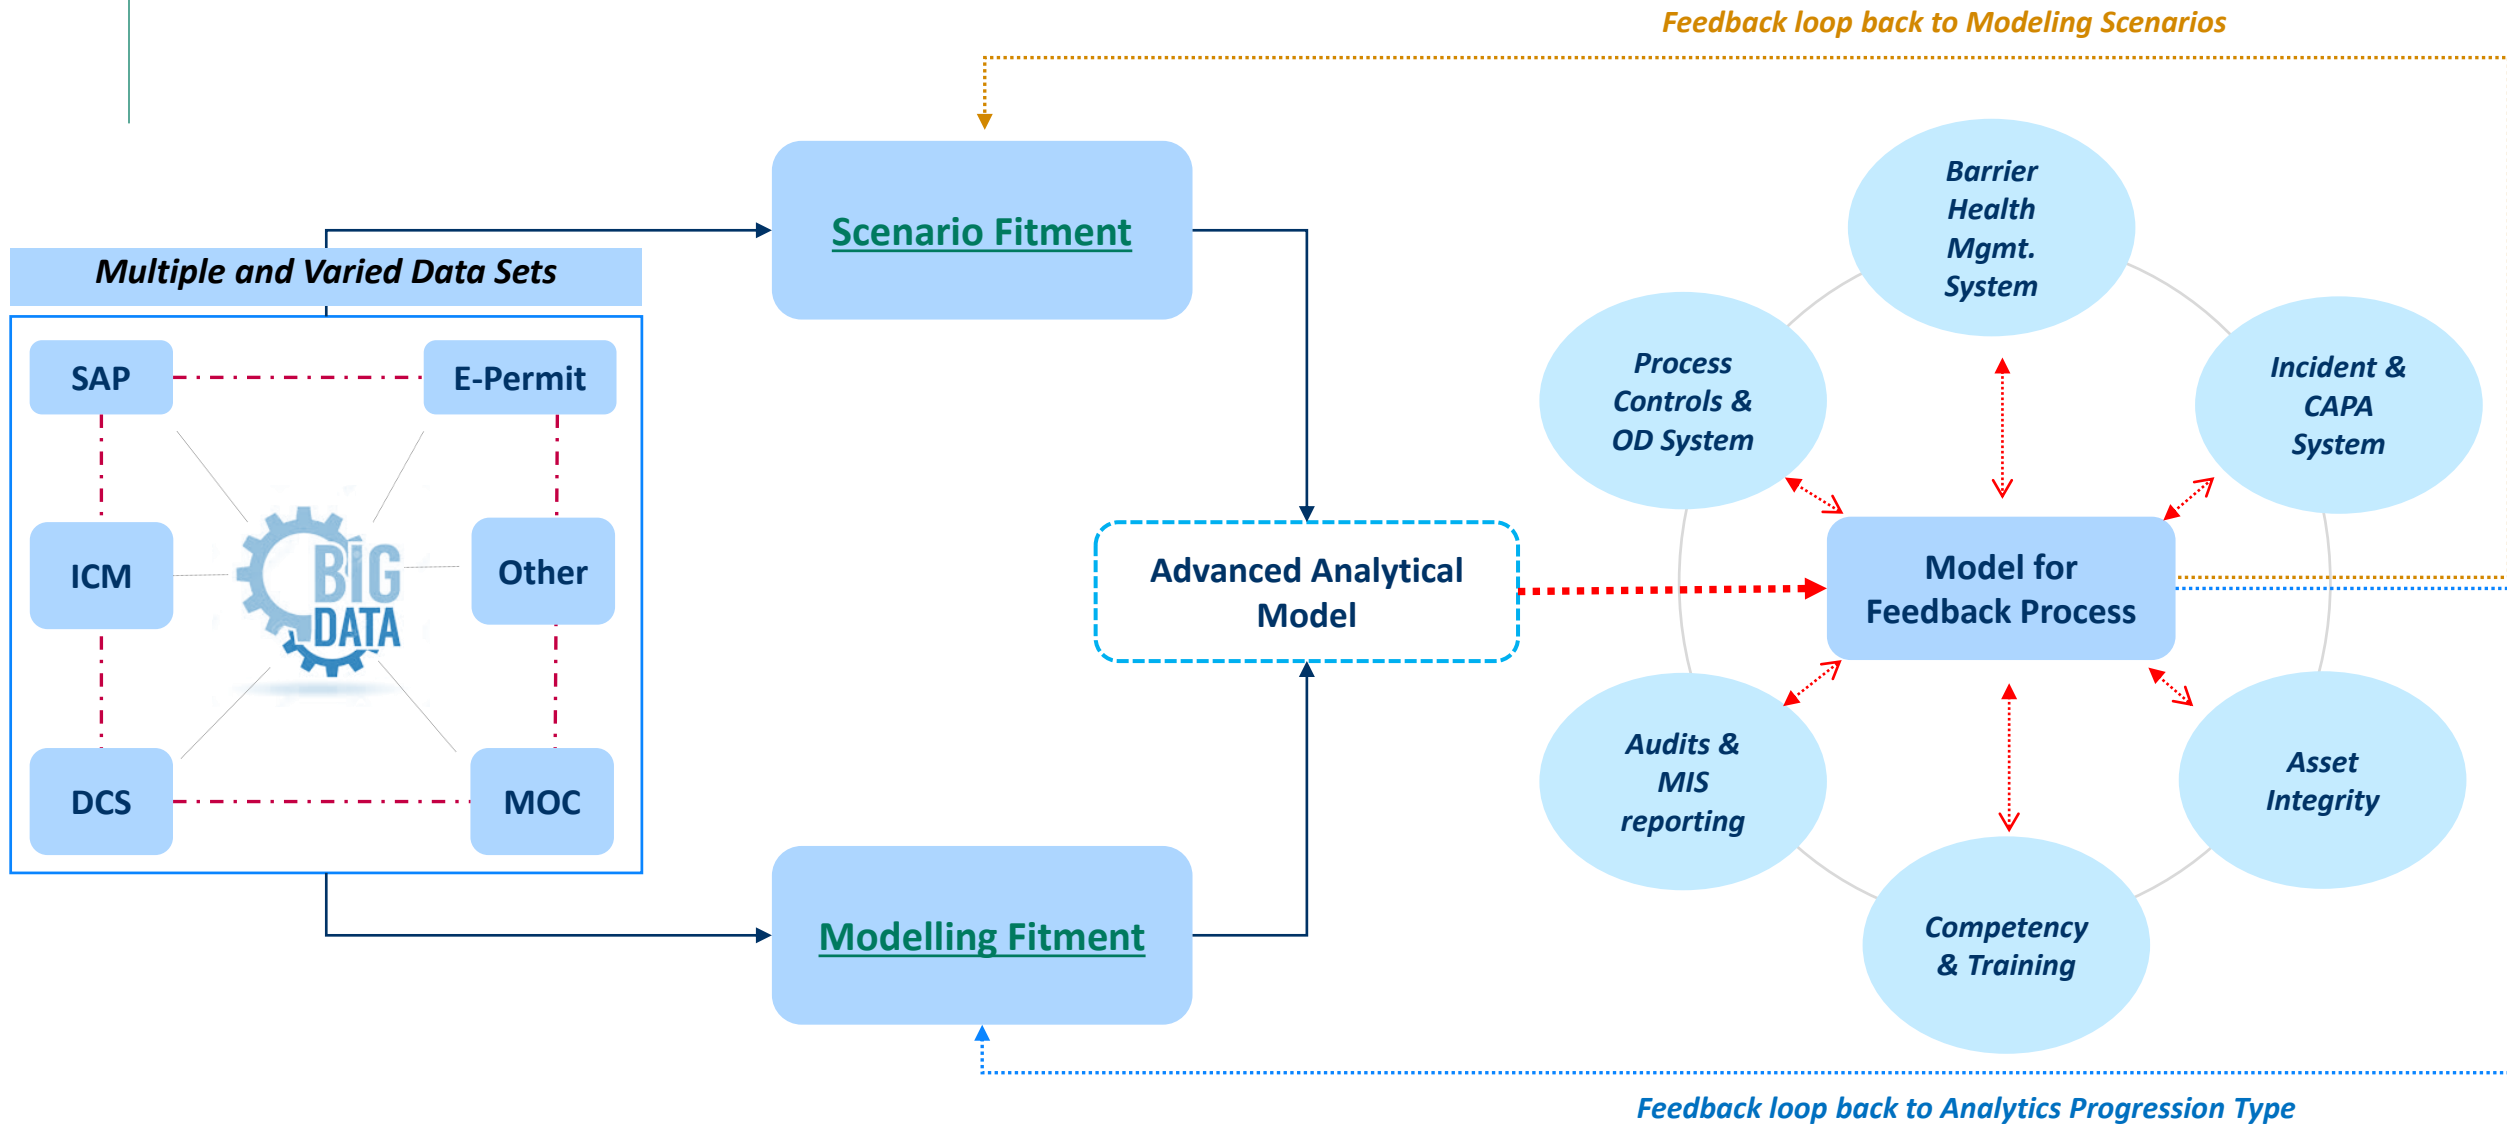 Feedback loop back to Modeling Scenarios
Scenario Fitment
Multiple and Varied Data Sets
SAP
E-Permit
ICM
BIG
DATA
Other
DCS
MOC
Modelling Fitment
Advanced Analytical
Model
Barrier
Health
Mgmt.
System
Process
Controls &
OD System
Incident &
CAPA
System
Model for
Feedback Process
Audits &
MIS
reporting
Asset
Integrity
Competency
& Training
Feedback loop back to Analytics Progression Type